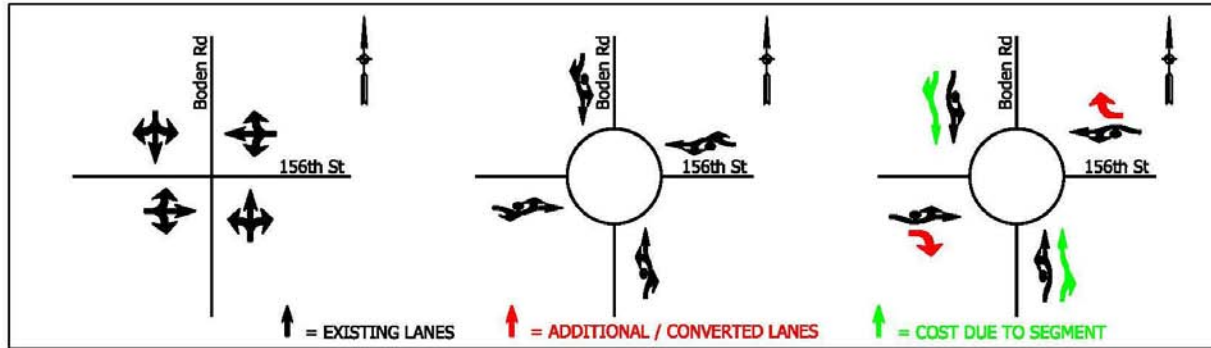 Boden Rd
156th St
Boden Rd
156th St
Boden Rd
156th St
= EXISTING LANES
= ADDITIONAL / CONVERTED LANES
= COST DUE TO SEGMENT